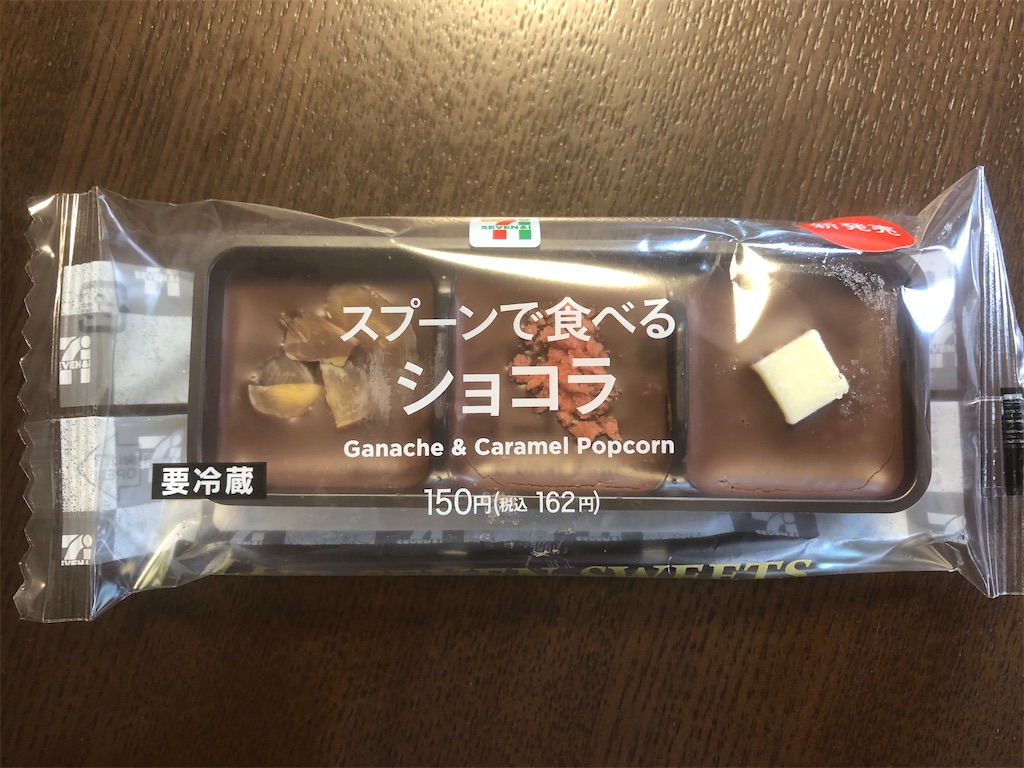 SEVEN
新発売
スプーンで食べる
ショコラ
Ganache & Caramel Popcorn
要冷蔵
150円(税込 162円)
SWEETS